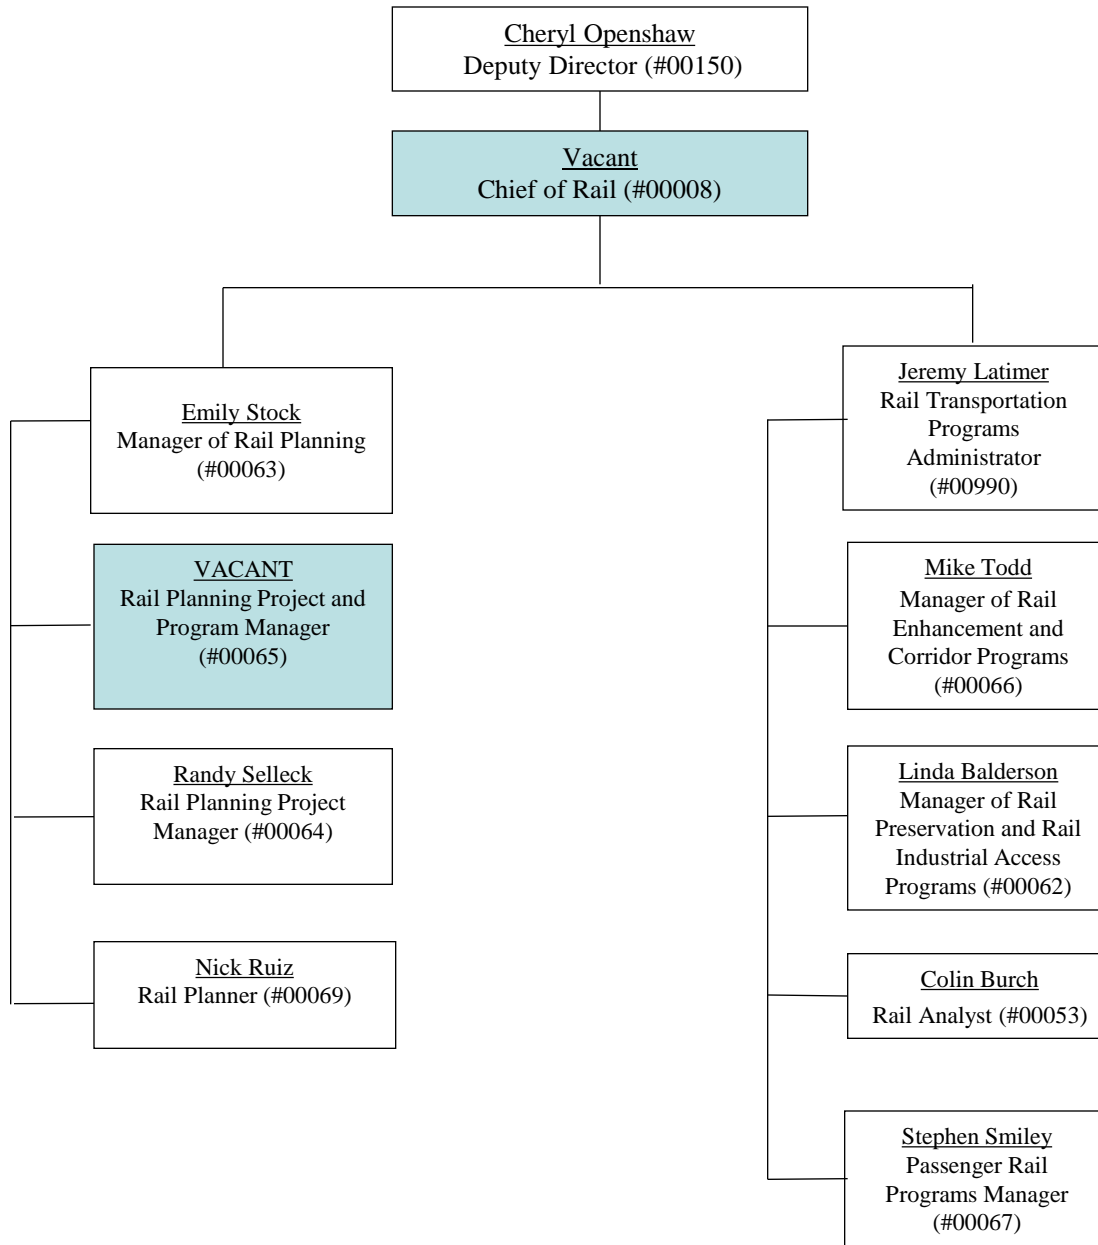 Cheryl Openshaw
Deputy Director (#00150)
Vacant
Chief of Rail (#00008)
Emily Stock
Manager of Rail Planning
(#00063)
VACANT
Rail Planning Project and
Program Manager
(#00065)
Randy Selleck
Rail Planning Project
Manager (#00064)
Nick Ruiz
Rail Planner (#00069)
Jeremy Latimer
Rail Transportation
Programs
Administrator
(#00990)
Mike Todd
Manager of Rail
Enhancement and
Corridor Programs
(#00066)
Linda Balderson
Manager of Rail
Preservation and Rail
Industrial Access
Programs (#00062)
Colin Burch
Rail Analyst (#00053)
Stephen Smiley
Passenger Rail
Programs Manager
(#00067)